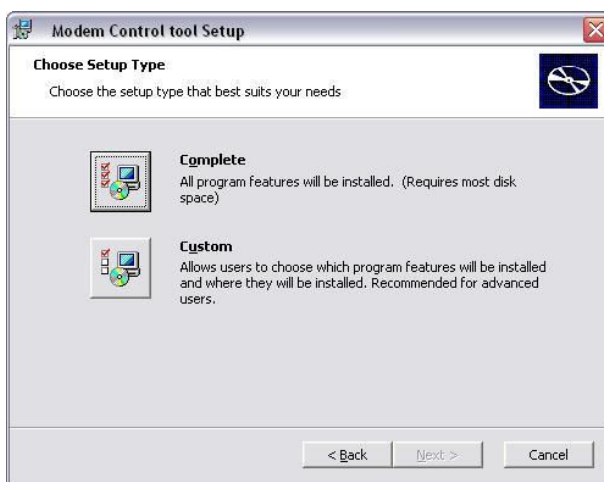 Modem Control tool Setup
Choose Setup Type
Choose the setup type that best suits your needs
Complete
All program features will be installed. (Requires most disk
space)
Custom
Allows users to choose which program features will be installed
and where they will be installed. Recommended for advanced
users.
< Back Next > Cancel